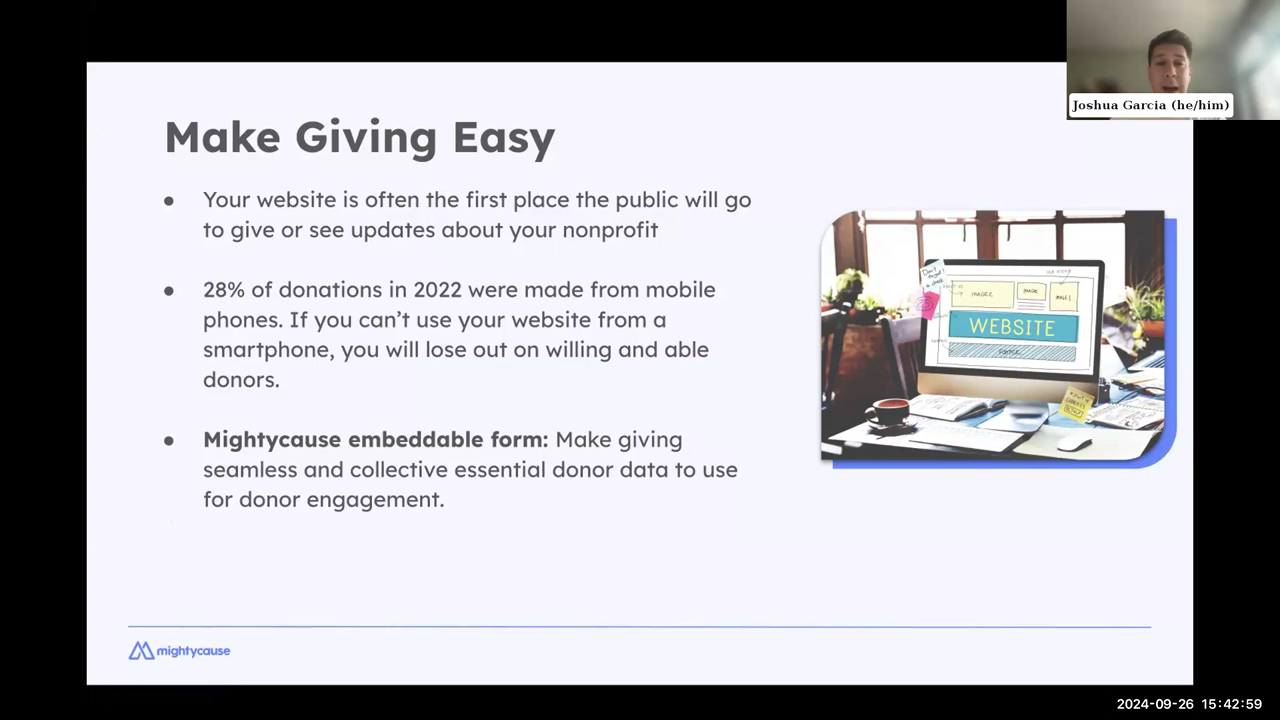 Joshua Garcia (he/him)
Make Giving Easy
● Your website is often the first place the public will go
to give or see updates about your nonprofit
● 28% of donations in 2022 were made from mobile
phones. If you can’t use your website from a
smartphone, you will lose out on willing and able
donors.
● Mightycause embeddable form: Make giving
seamless and collective essential donor data to use
for donor engagement.
WEBSITE
mightycause
2024-09-26 15:42:59